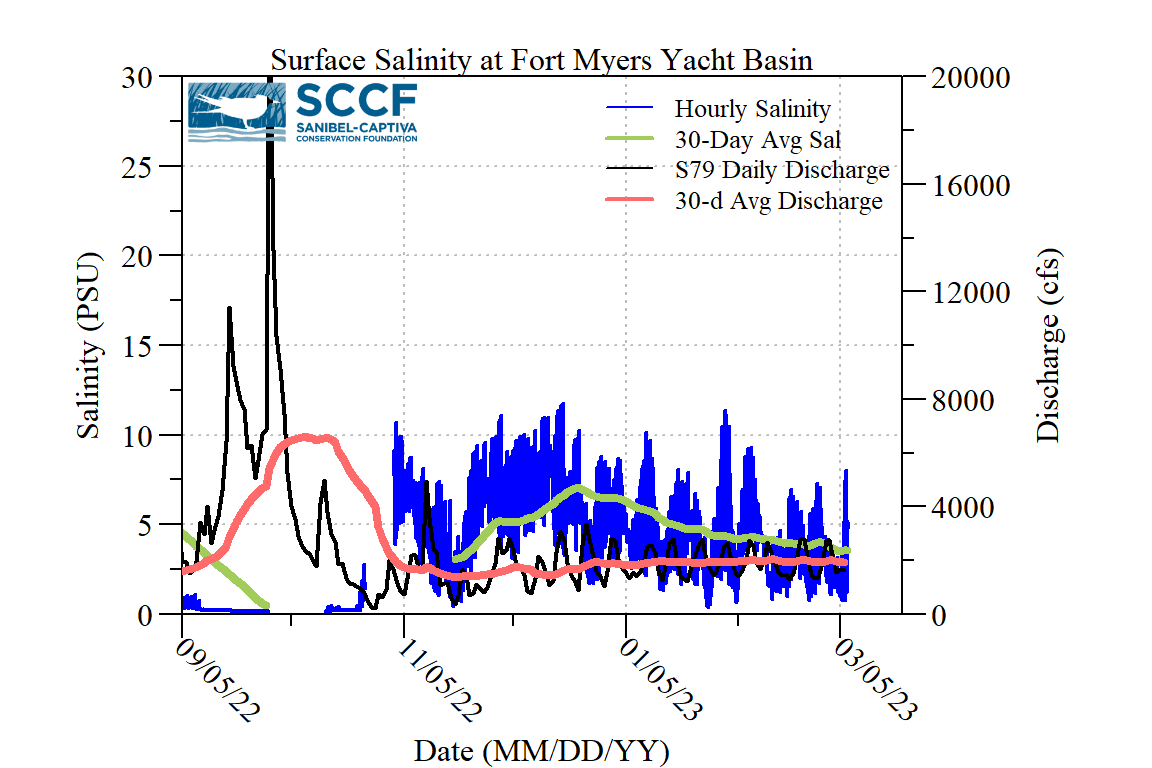 Surface Salinity at Fort Myers Yacht Basin
SCCF
SANIBEL-CAPTIVA
CONSERVATION FOUNDATION
Hourly Salinity
30-Day Avg Sal
S79 Daily Discharge
30-d Avg Discharge
30
25
20
15
10
5
0
Salinity (PSU)
20000
16000
12000
8000
4000
0
Discharge (cfs)
09/05/22
11/05/22
01/05/23
03/05/23
Date (MM/DD/YY)